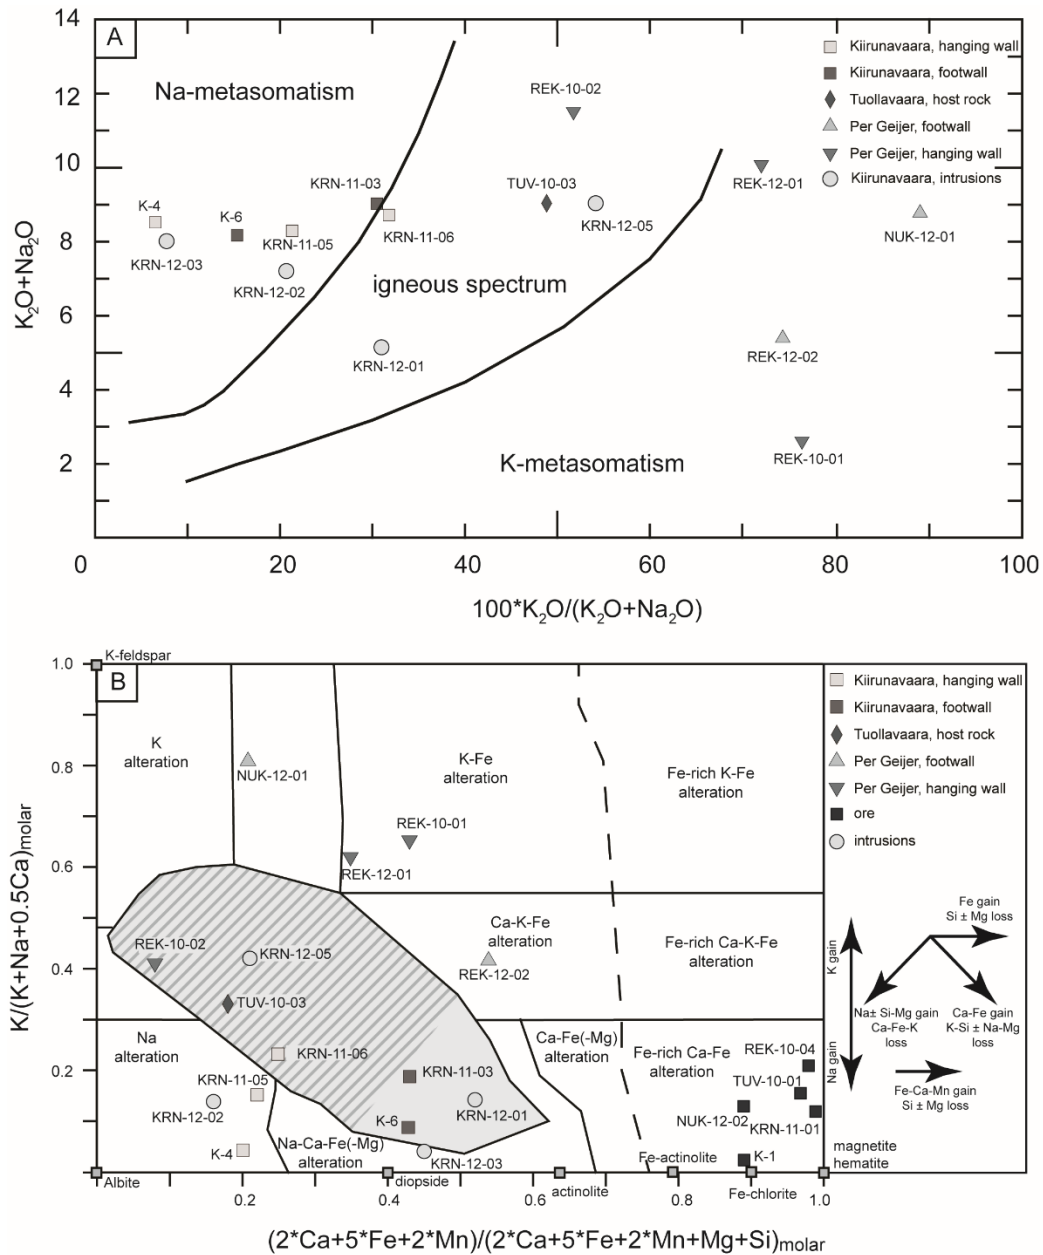 14
A
12
10
8
6
4
2
K2O+Na2O
Na-metasomatism
igneous spectrum
K-metasomatism
REK-10-02
KRN-11-03
TUV-10-03
REK-12-01
K-4
K-6
KRN-11-05
KRN-11-06
KRN-12-05
NUK-12-01
KRN-12-03
KRN-12-02
KRN-12-01
REK-12-02
REK-10-01
Kiirunavaara, hanging wall
Kiirunavaara, footwall
Tuollavaara, host rock
Per Geijer, footwall
Per Geijer, hanging wall
Kiirunavaara, intrusions
0 20 40 60 80 100
100*K2O/(K2O+Na2O)
1.0
0.8
0.6
0.4
0.2
K/(K+Na+0.5Ca)molar
K-feldspar
B
K
alteration
NUK-12-01
K-Fe
alteration
Fe-rich K-Fe
alteration
REK-10-01
REK-12-01
REK-10-02
KRN-12-05
TUV-10-03
Ca-K-Fe
alteration
REK-12-02
Fe-rich Ca-K-Fe
alteration
Na
alteration
KRN-11-06
KRN-11-05
KRN-12-02
K-4
KRN-11-03
K-6
KRN-12-01
KRN-12-03
Na-Ca-Fe(-Mg)
alteration
Ca-Fe(-Mg)
alteration
Fe-rich Ca-Fe
alteration
REK-10-04
TUV-10-01
NUK-12-02
KRN-11-01
K-1
Albite
diopside
actinolite
Fe-actinolite
Fe-chlorite
magnetite
hematite
0.2 0.4 0.6 0.8 1.0
(2*Ca+5*Fe+2*Mn)/(2*Ca+5*Fe+2*Mn+Mg+Si)molar
Kiirunavaara, hanging wall
Kiirunavaara, footwall
Tuollavaara, host rock
Per Geijer, footwall
Per Geijer, hanging wall
ore
intrusions
K gain
Na gain
Fe gain
Si ± Mg loss
Na± Si-Mg gain
Ca-Fe-K
loss
Ca-Fe gain
K-Si ± Na-Mg
loss
Fe-Ca-Mn gain
Si ± Mg loss